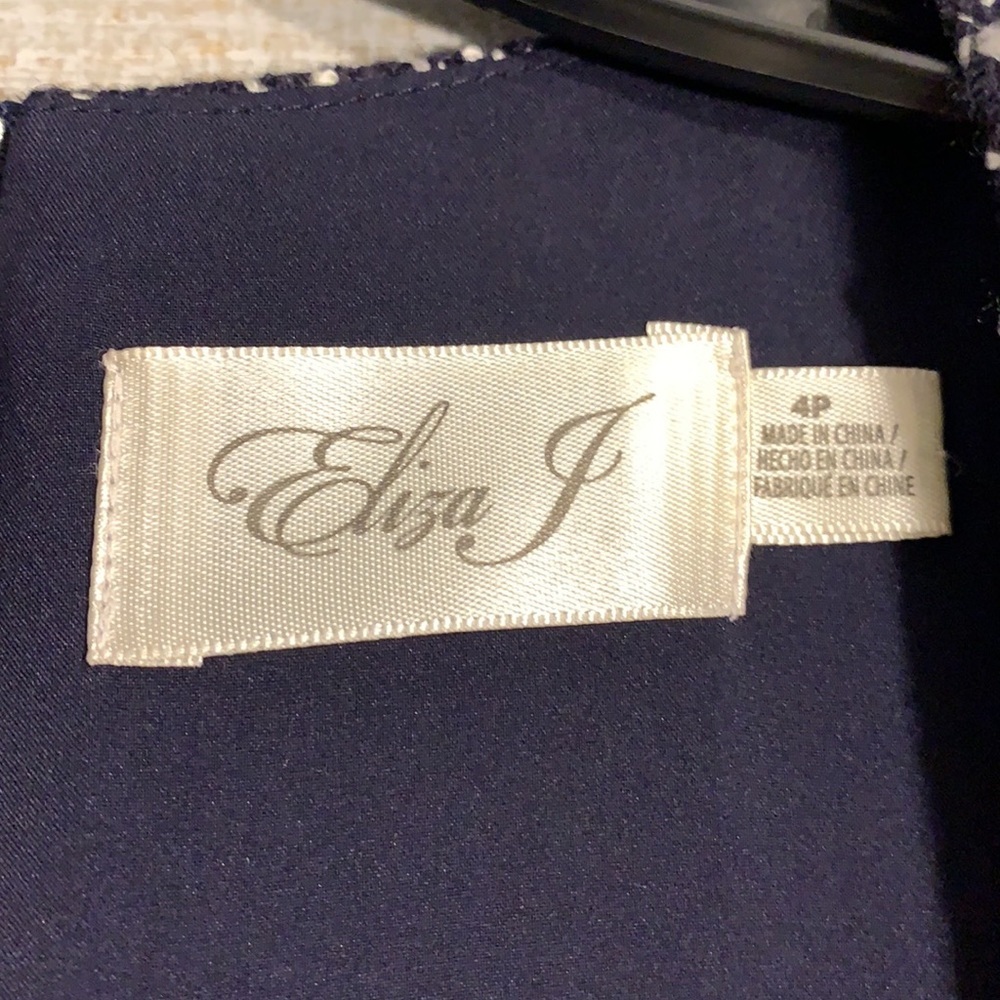 Eliza J
4P
MADE IN CHINA /
HECHO EN CHINA /
FABRIQUÉ EN CHINE